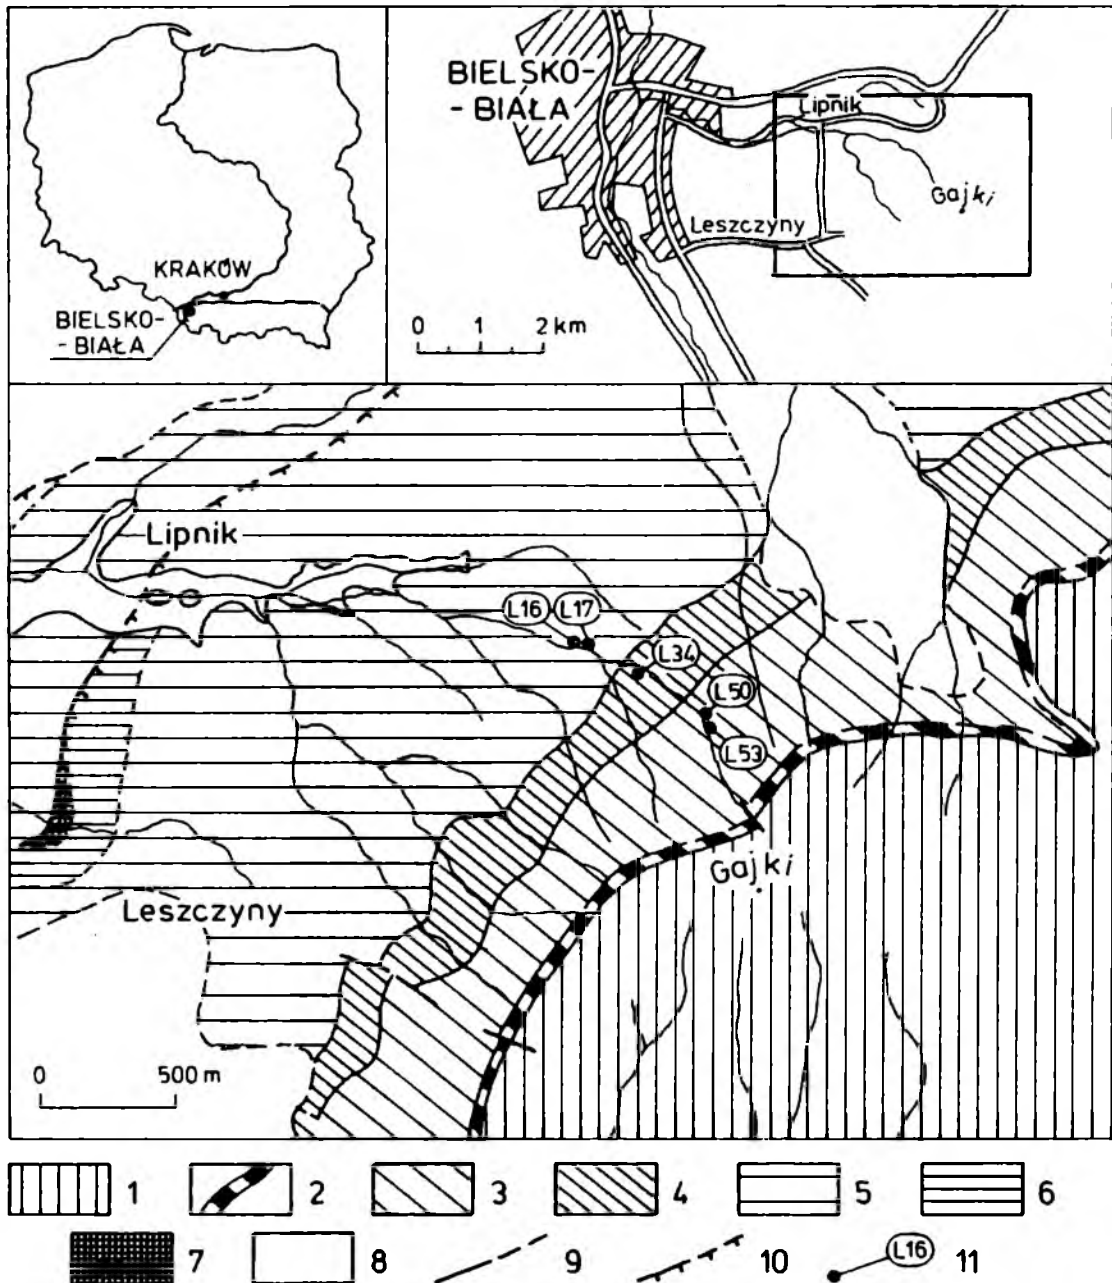 KRAKÓW
BIELSKO-
- BIAŁA
BIELSKO-
- BIAŁA
Lipnik
Gajki
Leszczyny
0 1 2 km
Lipnik
L16
L17
L34
L50
L53
Gajki
Leszczyny
0 500 m
1 2 3 4 5 6
7 8 9 10 L16 11